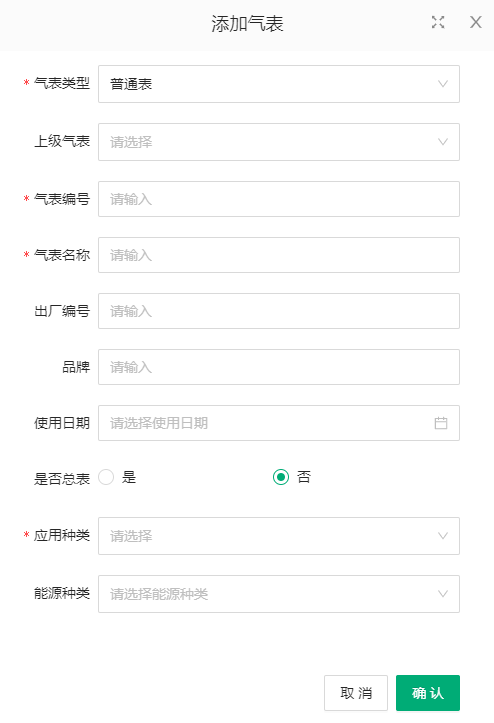 添加气表
* 气表类型 普通表
上级气表 请选择
* 气表编号 请输入
* 气表名称 请输入
出厂编号 请输入
品牌 请输入
使用日期 请选择使用日期
是否总表 是 否
* 应用种类 请选择
能源种类 请选择能源种类
取 消 确 认